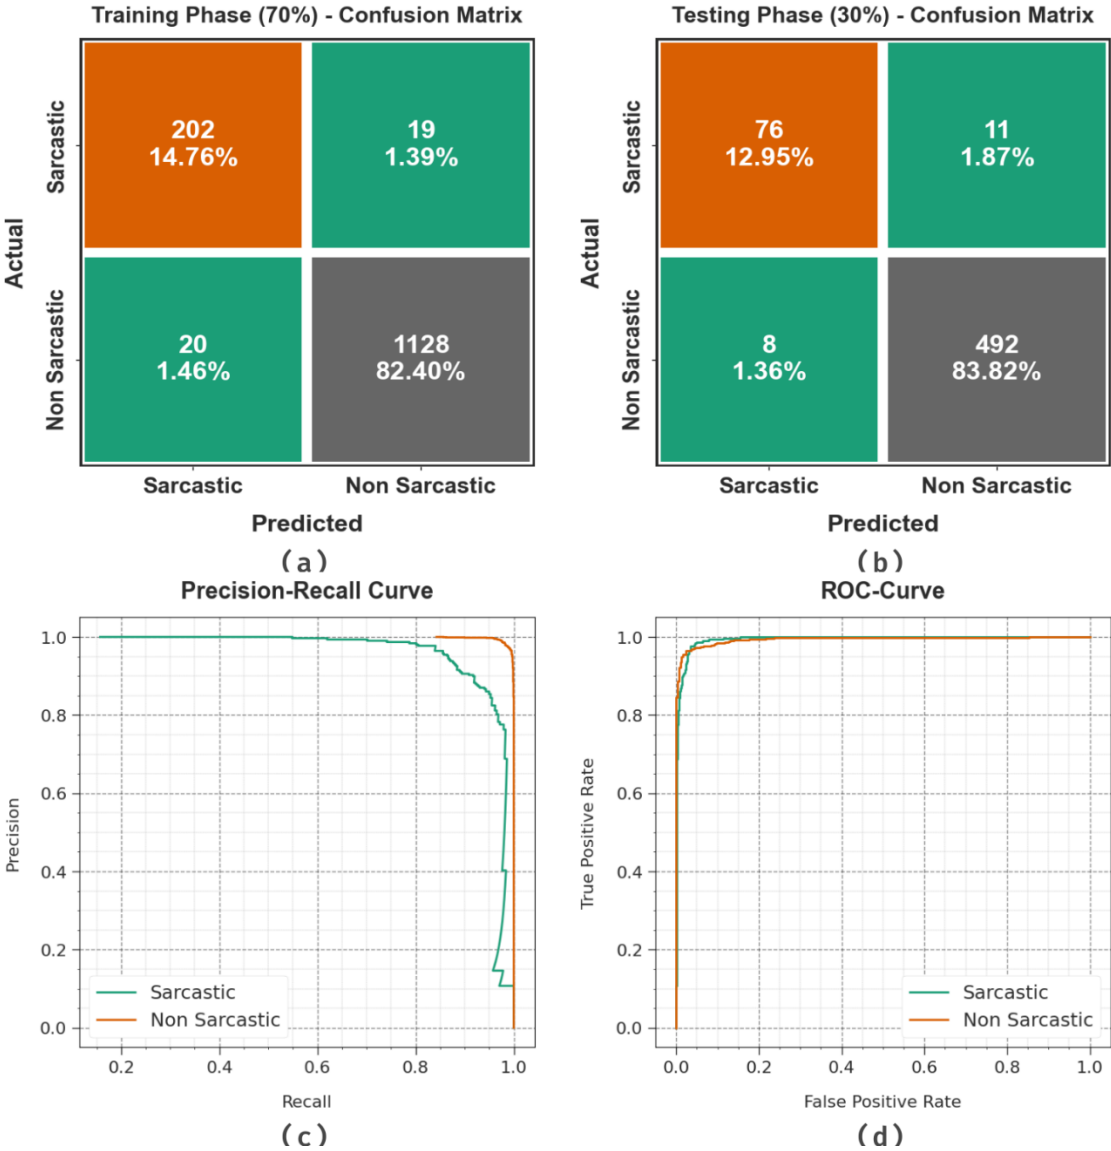 Training Phase (70%) - Confusion Matrix
Actual
Sarcastic
Non Sarcastic
202
14.76%
19
1.39%
20
1.46%
1128
82.40%
Sarcastic
Non Sarcastic
Predicted
(a)
Testing Phase (30%) - Confusion Matrix
Actual
Sarcastic
Non Sarcastic
76
12.95%
11
1.87%
8
1.36%
492
83.82%
Sarcastic
Non Sarcastic
Predicted
(b)
Precision-Recall Curve
Precision
1.0
0.8
0.6
0.4
0.2
0.0
Sarcastic
Non Sarcastic
0.2
0.4
0.6
0.8
1.0
Recall
(c)
ROC-Curve
True Positive Rate
1.0
0.8
0.6
0.4
0.2
0.0
Sarcastic
Non Sarcastic
0.0
0.2
0.4
0.6
0.8
1.0
False Positive Rate
(d)